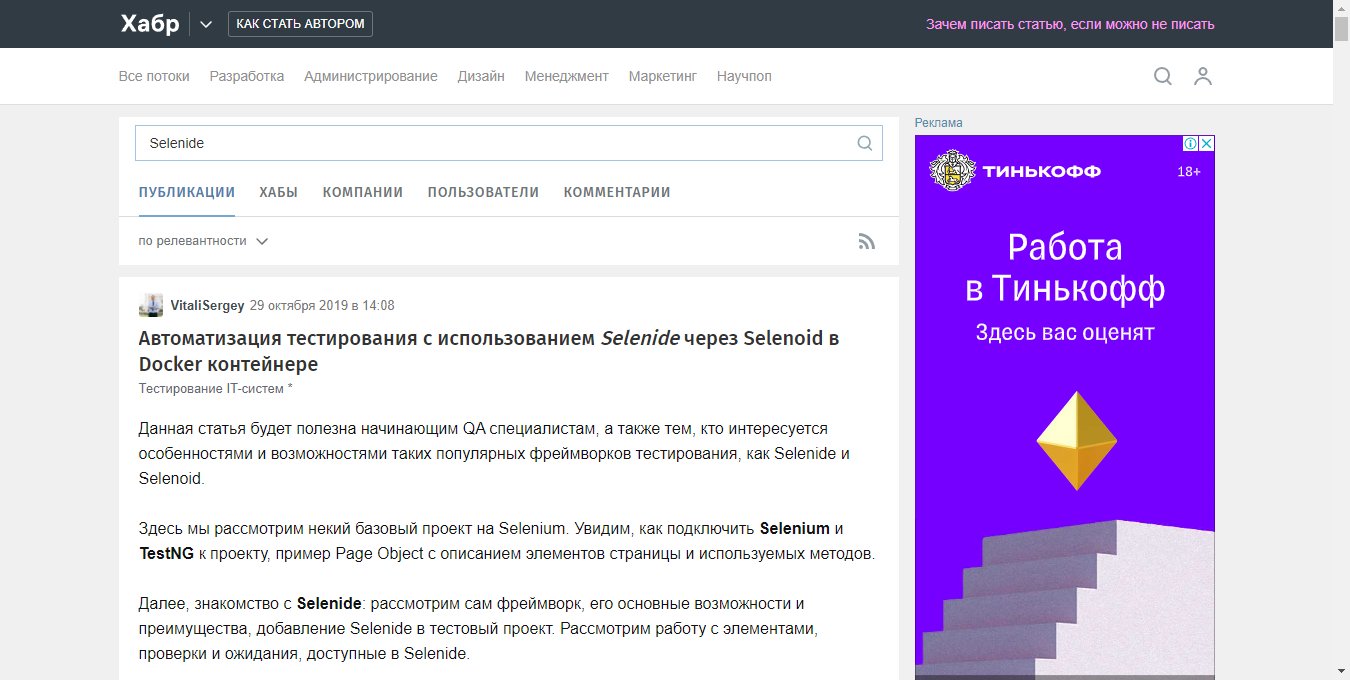 Хабр
КАК СТАТЬ АВТОРОМ
Зачем писать статью, если можно не писать
Все потоки Разработка Администрирование Дизайн Менеджмент Маркетинг Научпоп
Selenide
ПУБЛИКАЦИИ ХАБЫ КОМПАНИИ ПОЛЬЗОВАТЕЛИ КОММЕНТАРИИ
по релевантности
VitaliSergey 29 октября 2019 в 14:08
Автоматизация тестирования с использованием Selenide через Selenoid в
Docker контейнере
Тестирование IT-систем *
Данная статья будет полезна начинающим QA специалистам, а также тем, кто интересуется
особенностями и возможностями таких популярных фреймворков тестирования, как Selenide и
Selenoid.
Здесь мы рассмотрим некий базовый проект на Selenium. Увидим, как подключить Selenium и
TestNG к проекту, пример Page Object с описанием элементов страницы и используемых методов.
Далее, знакомство с Selenide: рассмотрим сам фреймворк, его основные возможности и
преимущества, добавление Selenide в тестовый проект. Рассмотрим работу с элементами,
проверки и ожидания, доступные в Selenide.
Реклама
ТИНЬКОФФ
18+
Работа
в Тинькофф
Здесь вас оценят